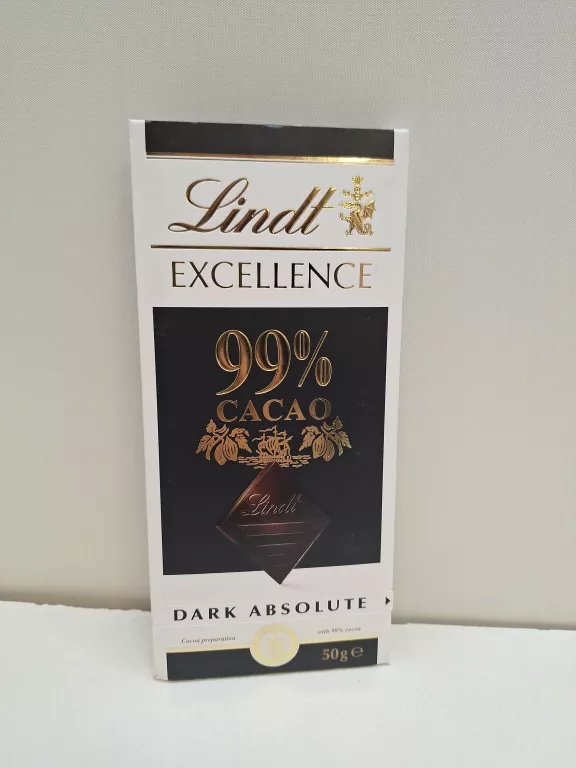 Lindt
EXCELLENCE
99%
CACAO
Lindt
DARK ABSOLUTE
Cocoa preparation with 99% cocoa
50g ℮